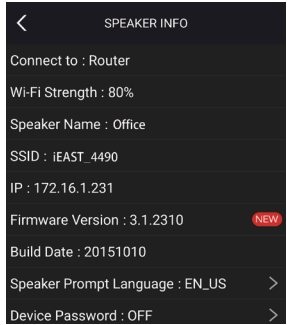 SPEAKER INFO
Connect to : Router
Wi-Fi Strength : 80%
Speaker Name : Office
SSID : iEAST_4490
IP : 172.16.1.231
Firmware Version : 3.1.2310 NEW
Build Date : 20151010
Speaker Prompt Language : EN_US
Device Password : OFF